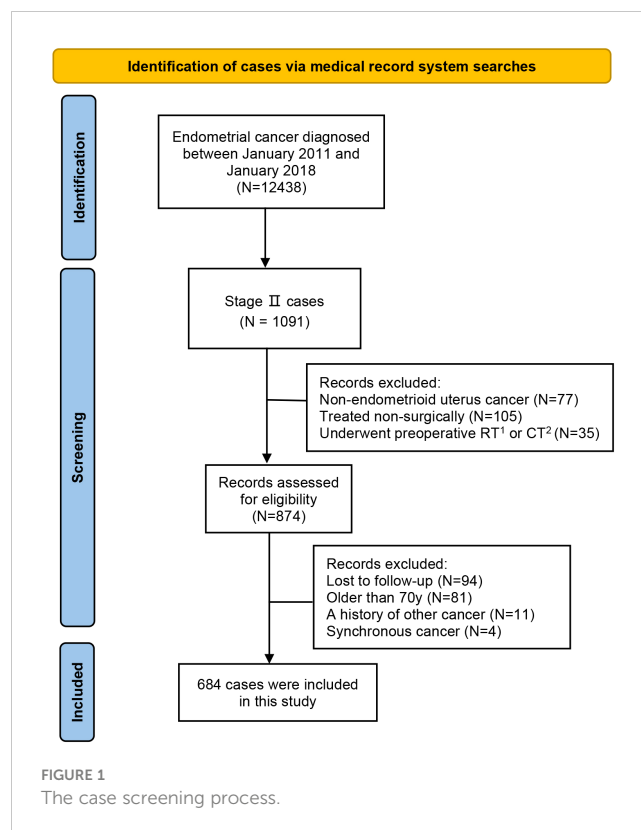 Identification of cases via medical record system searches
Identification
Endometrial cancer diagnosed
between January 2011 and
January 2018
(N=12438)
Screening
Stage Ⅱ cases
(N = 1091)
Records excluded:
Non-endometrioid uterus cancer (N=77)
Treated non-surgically (N=105)
Underwent preoperative RT¹ or CT² (N=35)
Records assessed
for eligibility
(N=874)
Records excluded:
Lost to follow-up (N=94)
Older than 70y (N=81)
A history of other cancer (N=11)
Synchronous cancer (N=4)
Included
684 cases were included
in this study
FIGURE 1
The case screening process.